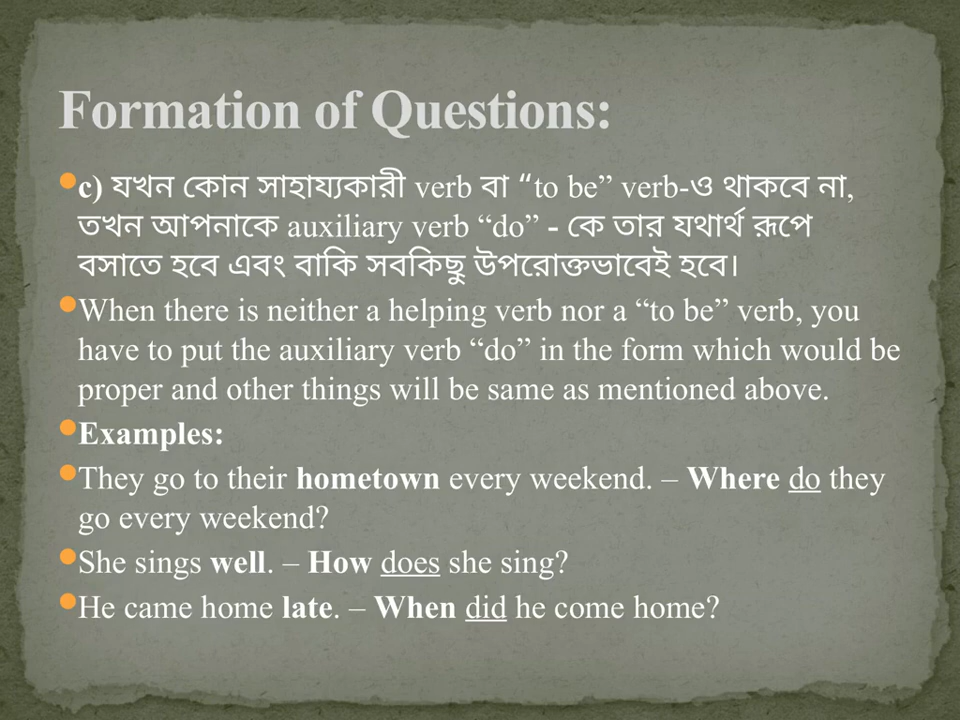 Formation of Questions:
c) যখন কোন সাহায্যকারী verb বা “to be” verb-ও থাকবে না,
তখন আপনাকে auxiliary verb “do” - কে তার যথার্থ রূপে
বসাতে হবে এবং বাকি সবকিছু উপরোক্তভাবেই হবে।
When there is neither a helping verb nor a “to be” verb, you
have to put the auxiliary verb “do” in the form which would be
proper and other things will be same as mentioned above.
Examples:
They go to their hometown every weekend. – Where do they
go every weekend?
She sings well. – How does she sing?
He came home late. – When did he come home?